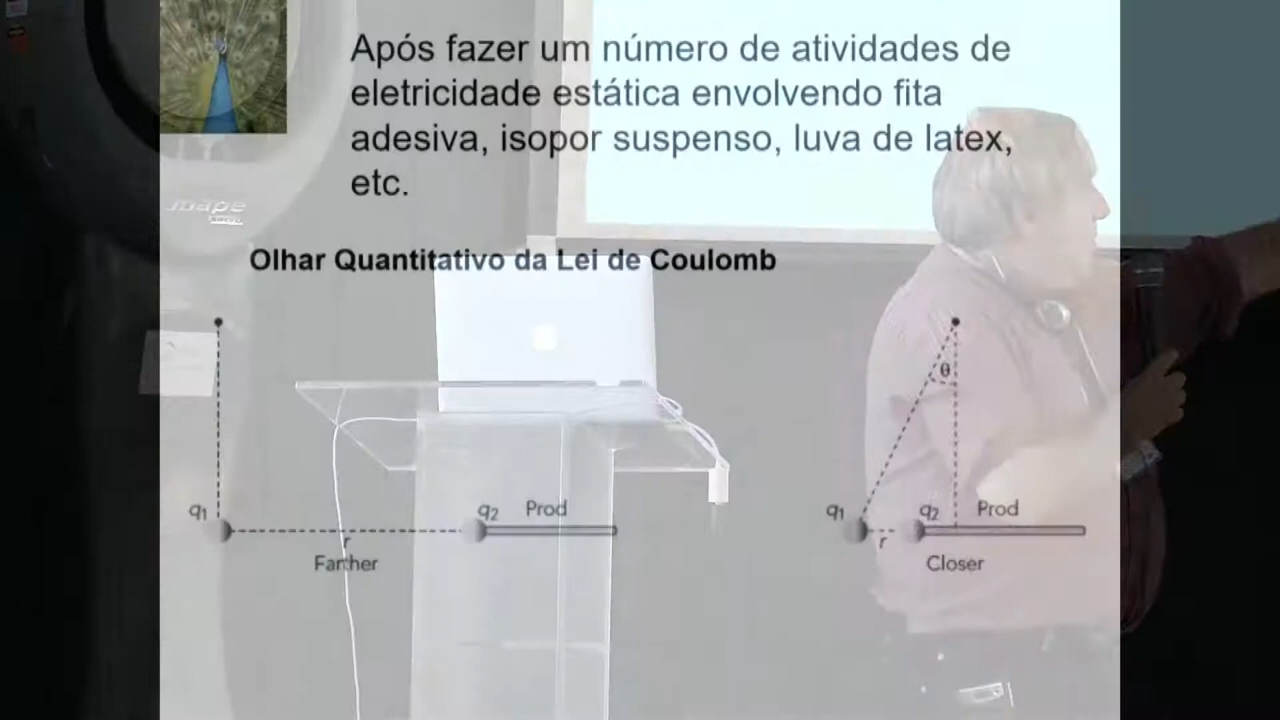 Após fazer um número de atividades de
eletricidade estática envolvendo fita
adesiva, isopor suspenso, luva de latex,
etc.
mape
Olhar Quantitativo da Lei de Coulomb
θ
q1
q2 Prod
r
Farther
q1
q2 Prod
r
Closer